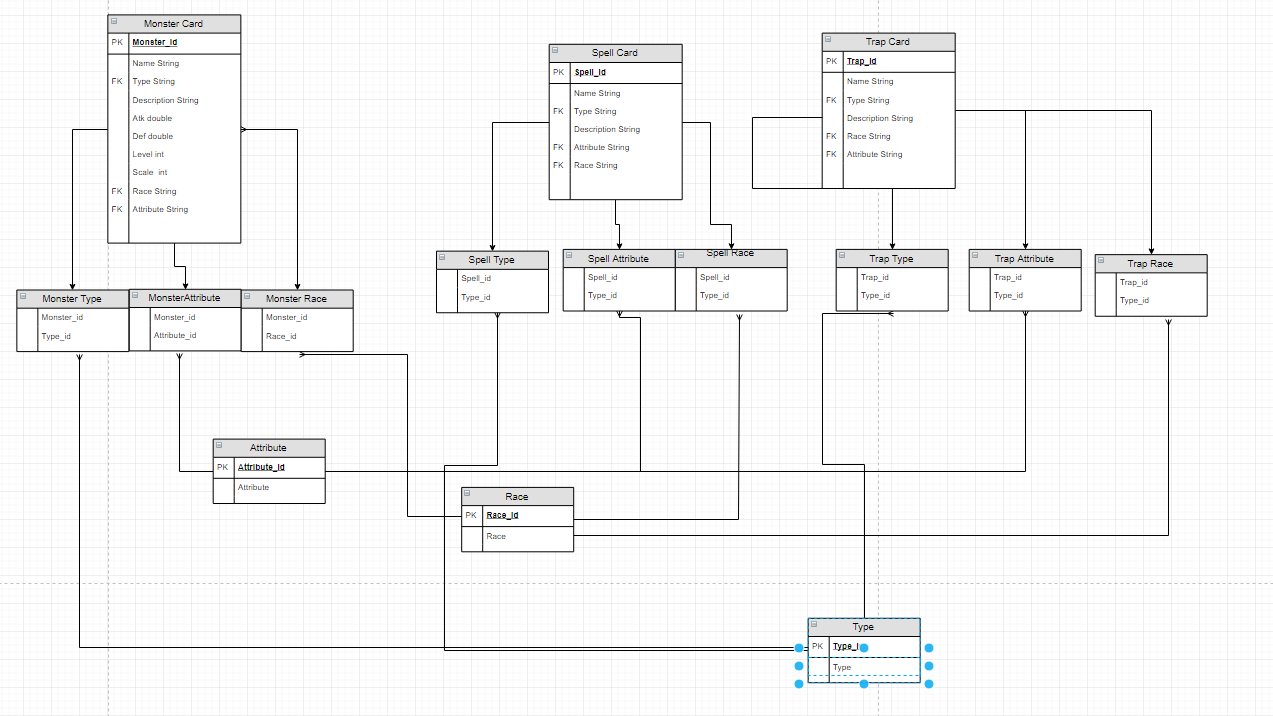 Monster Card
PK Monster_id
Name String
FK Type String
Description String
Atk double
Def double
Level int
Scale int
FK Race String
FK Attribute String
Spell Card
PK Spell_id
Name String
FK Type String
Description String
FK Attribute String
FK Race String
Trap Card
PK Trap_id
Name String
FK Type String
Description String
FK Race String
FK Attribute String
Monster Type
Monster_id
Type_id
MonsterAttribute
Monster_id
Attribute_id
Monster Race
Monster_id
Race_id
Spell Type
Spell_id
Type_id
Spell Attribute
Spell_id
Type_id
Spell Race
Spell_id
Type_id
Trap Type
Trap_id
Type_id
Trap Attribute
Trap_id
Type_id
Trap Race
Trap_id
Type_id
Attribute
PK Attribute_id
Attribute
Race
PK Race_id
Race
Type
PK Type_i
Type